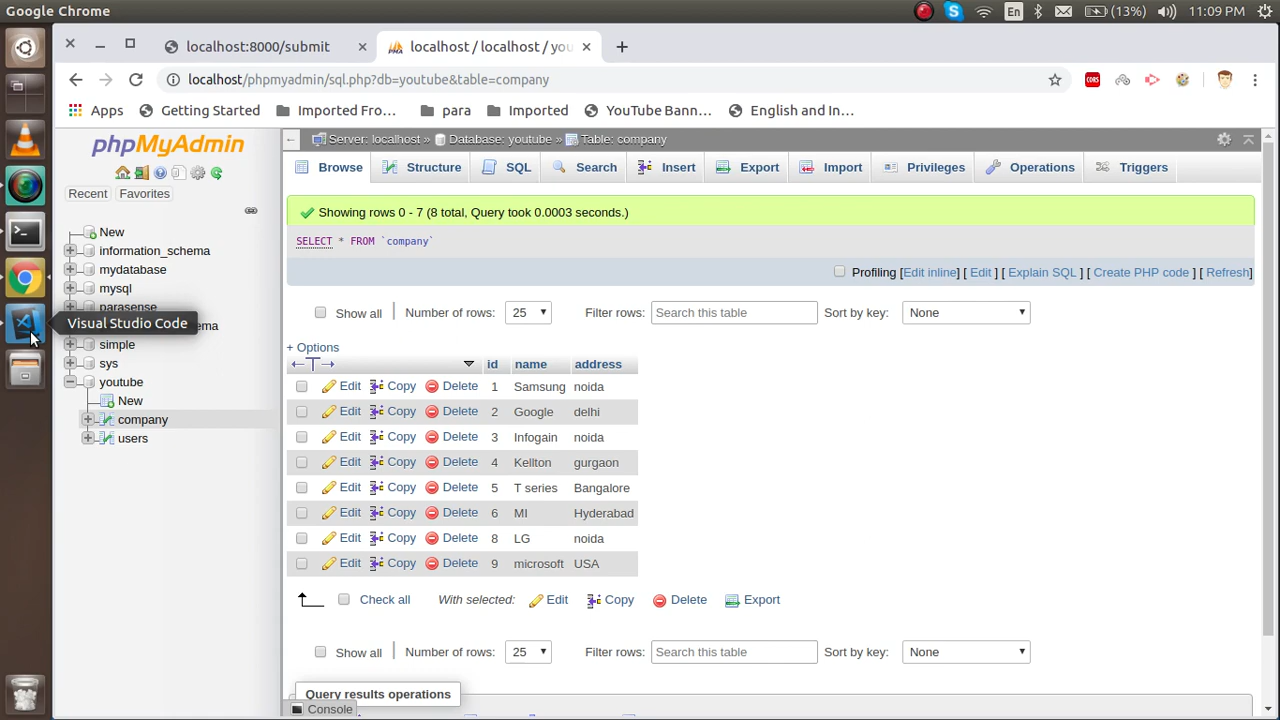 Google Chrome
En
(13%)
11:09 PM
localhost:8000/submit
localhost / localhost / you
localhost/phpmyadmin/sql.php?db=youtube&table=company
CORS
Apps
Getting Started
Imported Fro...
para
Imported
YouTube Bann...
English and In...
phpMyAdmin
Recent
Favorites
New
information_schema
mydatabase
mysql
parasense
ema
simple
sys
youtube
New
company
users
Visual Studio Code
Server: localhost »
Database: youtube »
Table: company
Browse
Structure
SQL
Search
Insert
Export
Import
Privileges
Operations
Triggers
Showing rows 0 - 7 (8 total, Query took 0.0003 seconds.)
SELECT * FROM `company`
Profiling [Edit inline] [ Edit ] [ Explain SQL ] [ Create PHP code ] [ Refresh]
Show all
Number of rows:
25
Filter rows:
Search this table
Sort by key:
None
+ Options
id name address
Edit Copy Delete 1 Samsung noida
Edit Copy Delete 2 Google delhi
Edit Copy Delete 3 Infogain noida
Edit Copy Delete 4 Kellton gurgaon
Edit Copy Delete 5 T series Bangalore
Edit Copy Delete 6 MI Hyderabad
Edit Copy Delete 8 LG noida
Edit Copy Delete 9 microsoft USA
Check all
With selected:
Edit
Copy
Delete
Export
Show all
Number of rows:
25
Filter rows:
Search this table
Sort by key:
None
Query results operations
Console